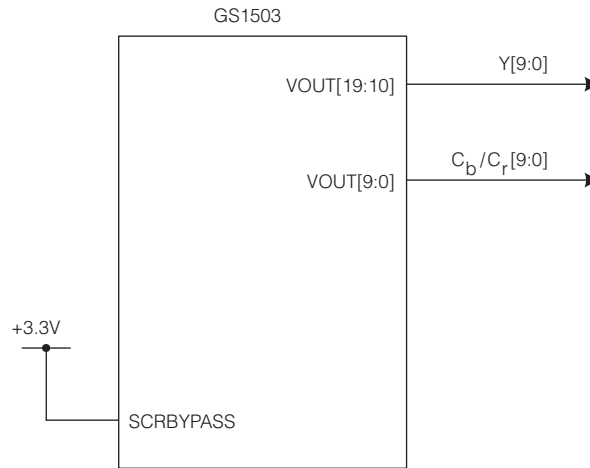 GS1503
VOUT[19:10]
Y[9:0]
VOUT[9:0]
Cb/Cr[9:0]
+3.3V
SCRBYPASS